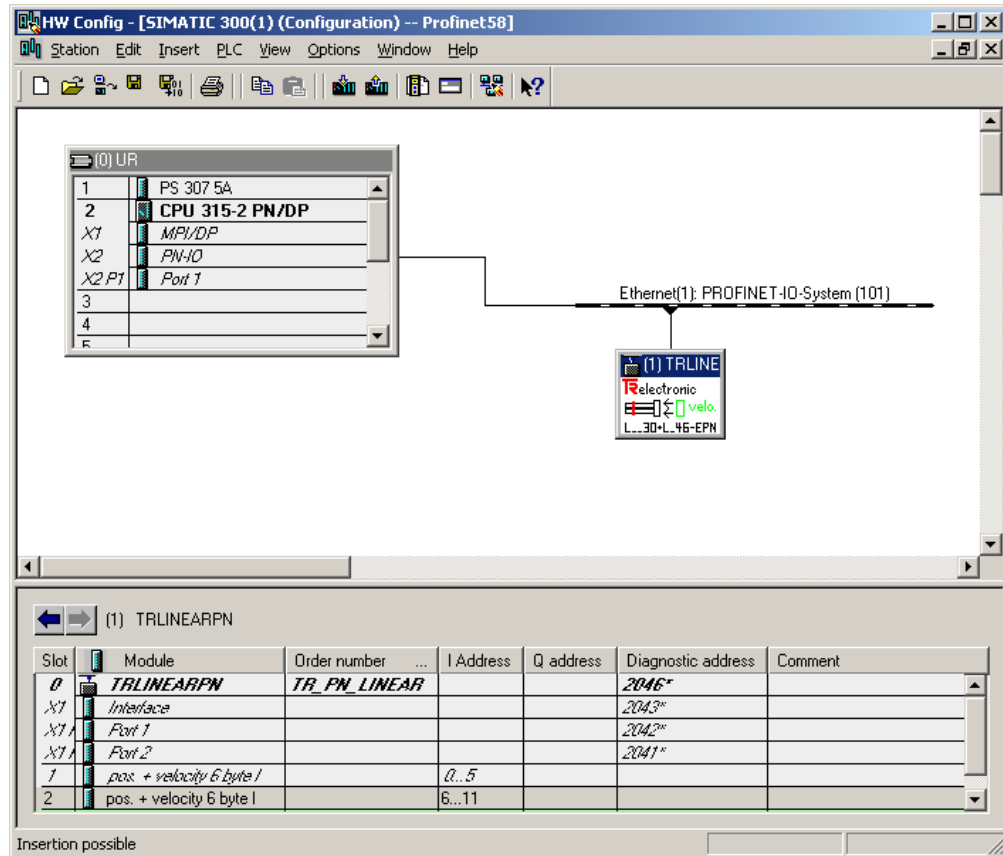 HW Config - [SIMATIC 300(1) (Configuration) -- Profinet58]
Station Edit Insert PLC View Options Window Help
(0) UR
1 PS 307 5A
2 CPU 315-2 PN/DP
X1 MPI/DP
X2 PN-IO
X2 P1 Port 1
3
4
5
Ethernet(1): PROFINET-IO-System (101)
(1) TRLINE
TRelectronic
velo.
L__30+L_46-EPN
(1) TRLINEARPN
Slot Module Order number ... I Address Q address Diagnostic address Comment
0 TRLINEARPN TR_PN_LINEAR 2046*
X1 Interface 2043*
X1 Port 1 2042*
X1 Port 2 2041*
1 pos. + velocity 6 byte I 0...5
2 pos. + velocity 6 byte I 6...11
Insertion possible